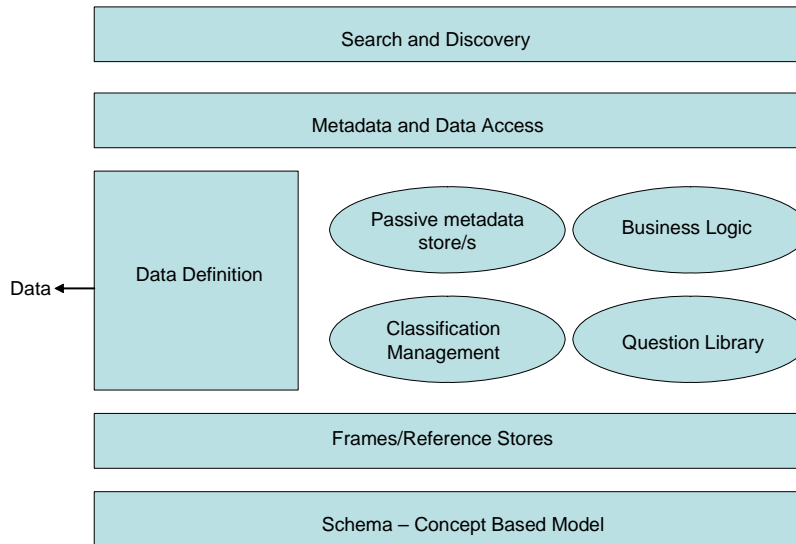 Search and Discovery
Metadata and Data Access
Passive metadata
store/s
Business Logic
Data Definition
Data
Classification
Management
Question Library
Frames/Reference Stores
Schema – Concept Based Model